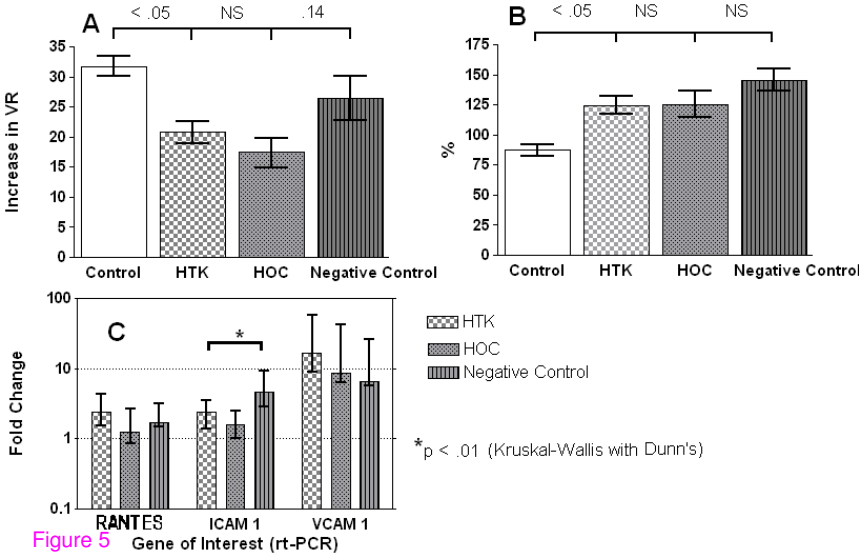 A
< .05 NS .14
Increase in VR
35
30
25
20
15
10
5
0
Control HTK HOC Negative Control
B
< .05 NS NS
%
175
150
125
100
75
50
25
0
Control HTK HOC Negative Control
C
*
Fold Change
100
10
1
0.1
RANTES ICAM 1 VCAM 1
Gene of Interest (rt-PCR)
HTK
HOC
Negative Control
*p < .01 (Kruskal-Wallis with Dunn's)
Figure 5